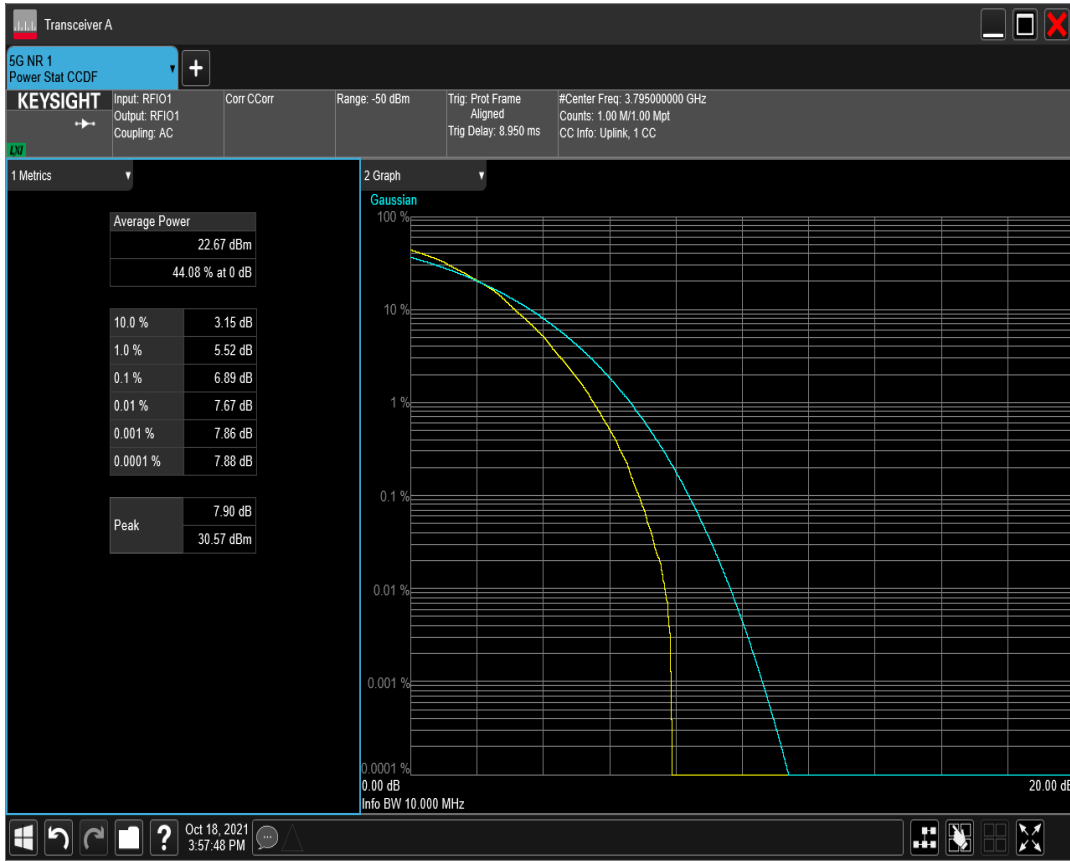 Transceiver A
5G NR 1
Power Stat CCDF
+
KEYSIGHT
LXI
Input: RFIO1
Output: RFIO1
Coupling: AC
Corr CCorr
Range: -50 dBm
Trig: Prot Frame
Aligned
Trig Delay: 8.950 ms
#Center Freq: 3.795000000 GHz
Counts: 1.00 M/1.00 Mpt
CC Info: Uplink, 1 CC
1 Metrics
Average Power
22.67 dBm
44.08 % at 0 dB
10.0 % 3.15 dB
1.0 % 5.52 dB
0.1 % 6.89 dB
0.01 % 7.67 dB
0.001 % 7.86 dB
0.0001 % 7.88 dB
Peak
7.90 dB
30.57 dBm
2 Graph
Gaussian
100 %
10 %
1 %
0.1 %
0.01 %
0.001 %
0.0001 %
0.00 dB 20.00 dB
Info BW 10.000 MHz
?
Oct 18, 2021
3:57:48 PM